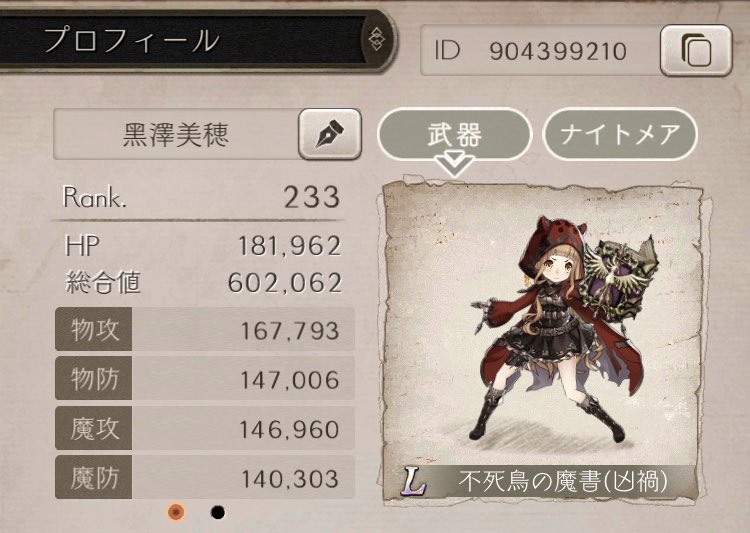 プロフィール
ID 904399210
黑澤美穂
武器
ナイトメア
Rank. 233
HP 181,962
総合値 602,062
物攻 167,793
物防 147,006
魔攻 146,960
魔防 140,303
L 不死鳥の魔書(凶禍)